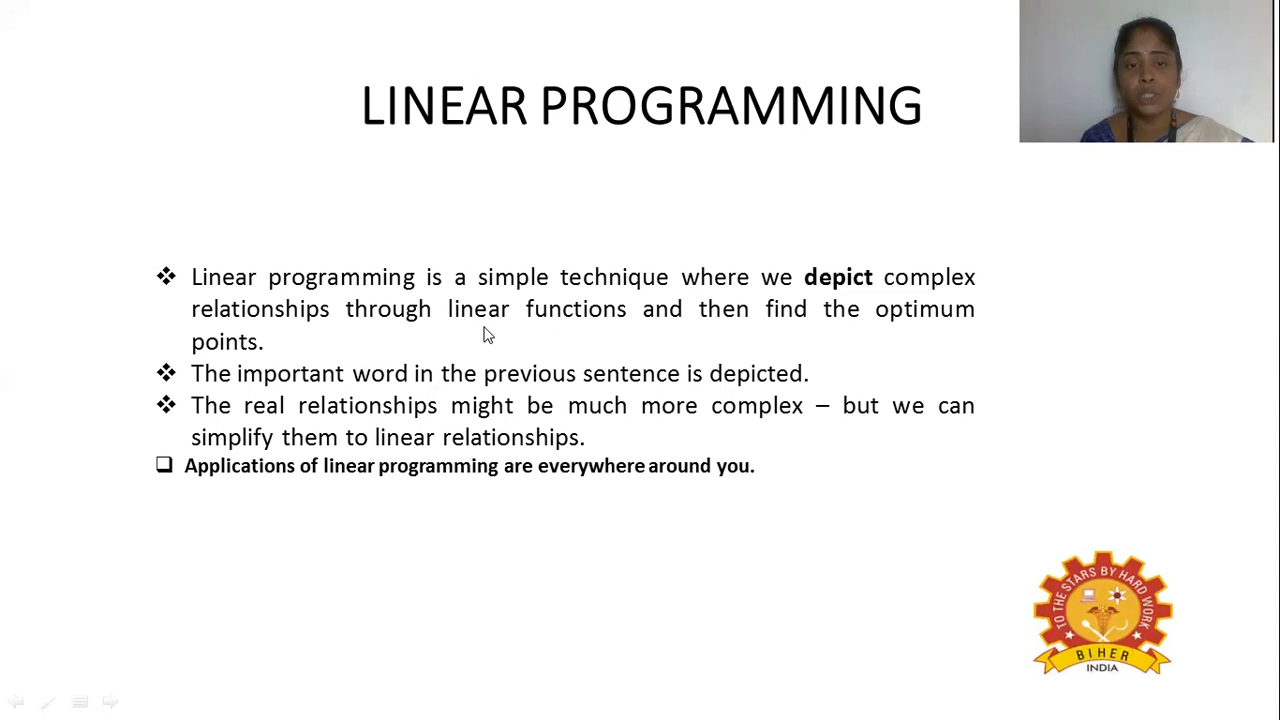 LINEAR PROGRAMMING
❖ Linear programming is a simple technique where we depict complex
relationships through linear functions and then find the optimum
points.
❖ The important word in the previous sentence is depicted.
❖ The real relationships might be much more complex – but we can
simplify them to linear relationships.
❑ Applications of linear programming are everywhere around you.
TO THE STARS BY HARD WORK
BIHER
INDIA